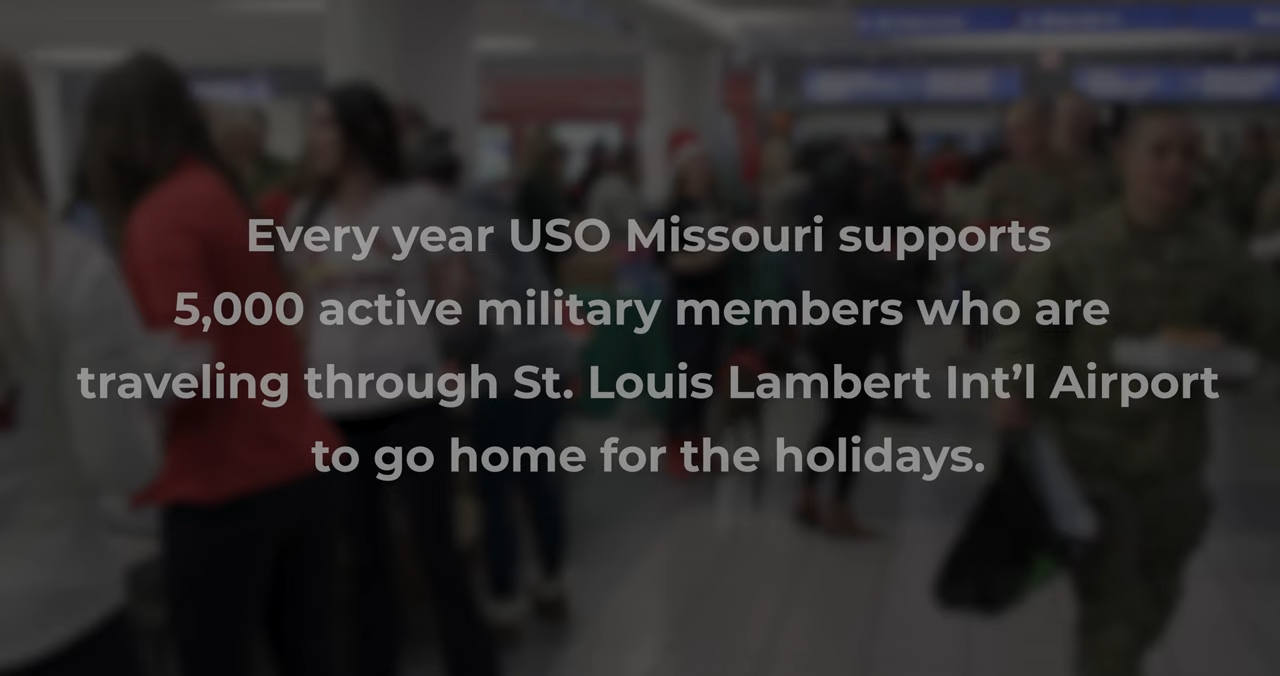 Every year USO Missouri supports
5,000 active military members who are
traveling through St. Louis Lambert Int’l Airport
to go home for the holidays.